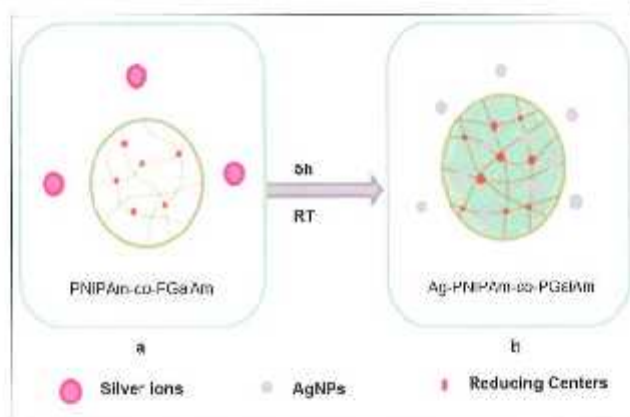 5h
RT
PNIPAm-co-PGalAm
Ag-PNIPAm-co-PGalAm
a
b
Silver ions
AgNPs
Reducing Centers